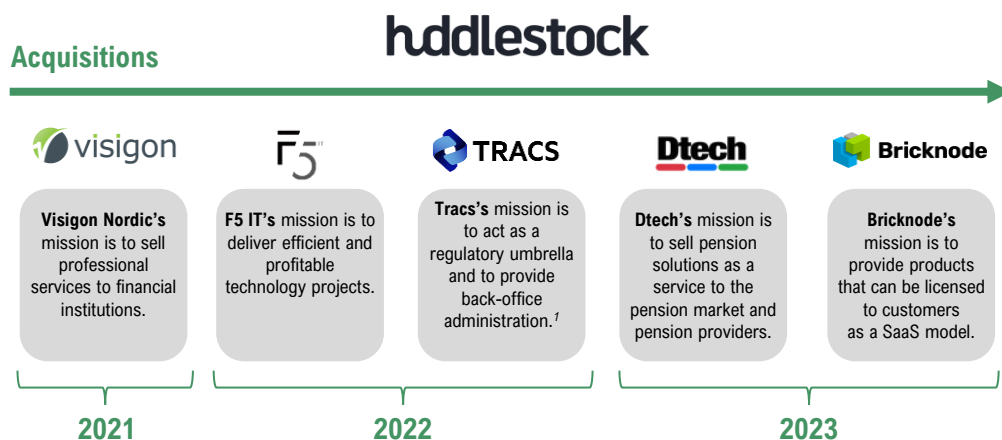 huddlestock
Acquisitions
visigon
F5 IT
TRACS
Dtech
Bricknode
Visigon Nordic's
mission is to sell
professional
services to financial
institutions.
F5 IT's mission is to
deliver efficient and
profitable
technology projects.
Tracs's mission is
to act as a
regulatory umbrella
and to provide
back-office
administration.1
Dtech's mission is
to sell pension
solutions as a
service to the
pension market and
pension providers.
Bricknode's
mission is to
provide products
that can be licensed
to customers
as a SaaS model.
2021
2022
2023